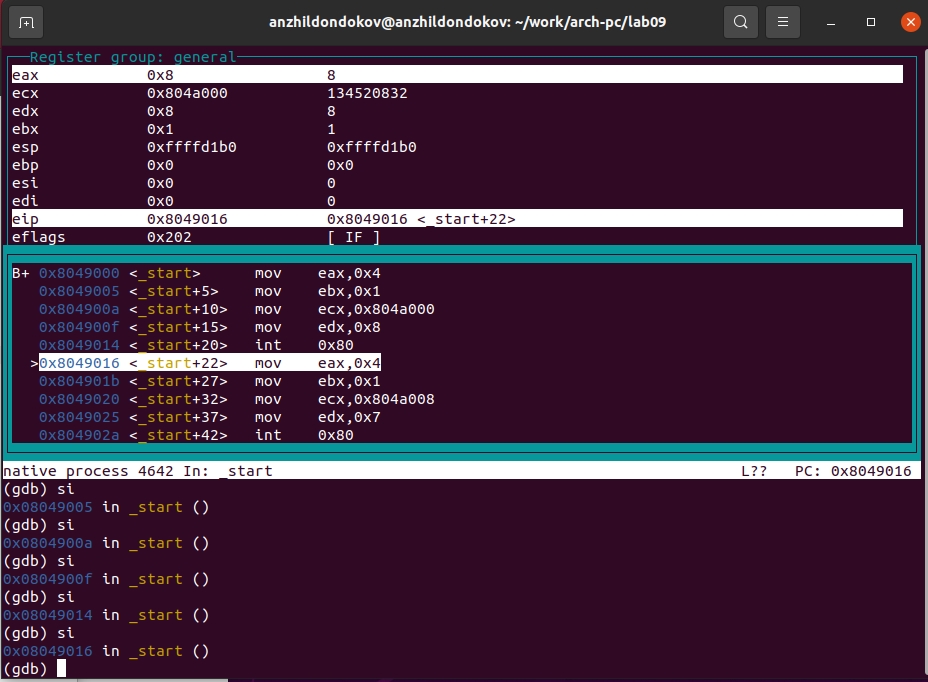 anzhildondokov@anzhildondokov: ~/work/arch-pc/lab09
Register group: general
eax 0x8 8
ecx 0x804a000 134520832
edx 0x8 8
ebx 0x1 1
esp 0xffffd1b0 0xffffd1b0
ebp 0x0 0x0
esi 0x0 0
edi 0x0 0
eip 0x8049016 0x8049016 <_start+22>
eflags 0x202 [ IF ]
B+ 0x8049000 <_start> mov eax,0x4
0x8049005 <_start+5> mov ebx,0x1
0x804900a <_start+10> mov ecx,0x804a000
0x804900f <_start+15> mov edx,0x8
0x8049014 <_start+20> int 0x80
>0x8049016 <_start+22> mov eax,0x4
0x804901b <_start+27> mov ebx,0x1
0x8049020 <_start+32> mov ecx,0x804a008
0x8049025 <_start+37> mov edx,0x7
0x804902a <_start+42> int 0x80
native process 4642 In: _start L?? PC: 0x8049016
(gdb) si
0x08049005 in _start ()
(gdb) si
0x0804900a in _start ()
(gdb) si
0x0804900f in _start ()
(gdb) si
0x08049014 in _start ()
(gdb) si
0x08049016 in _start ()
(gdb)